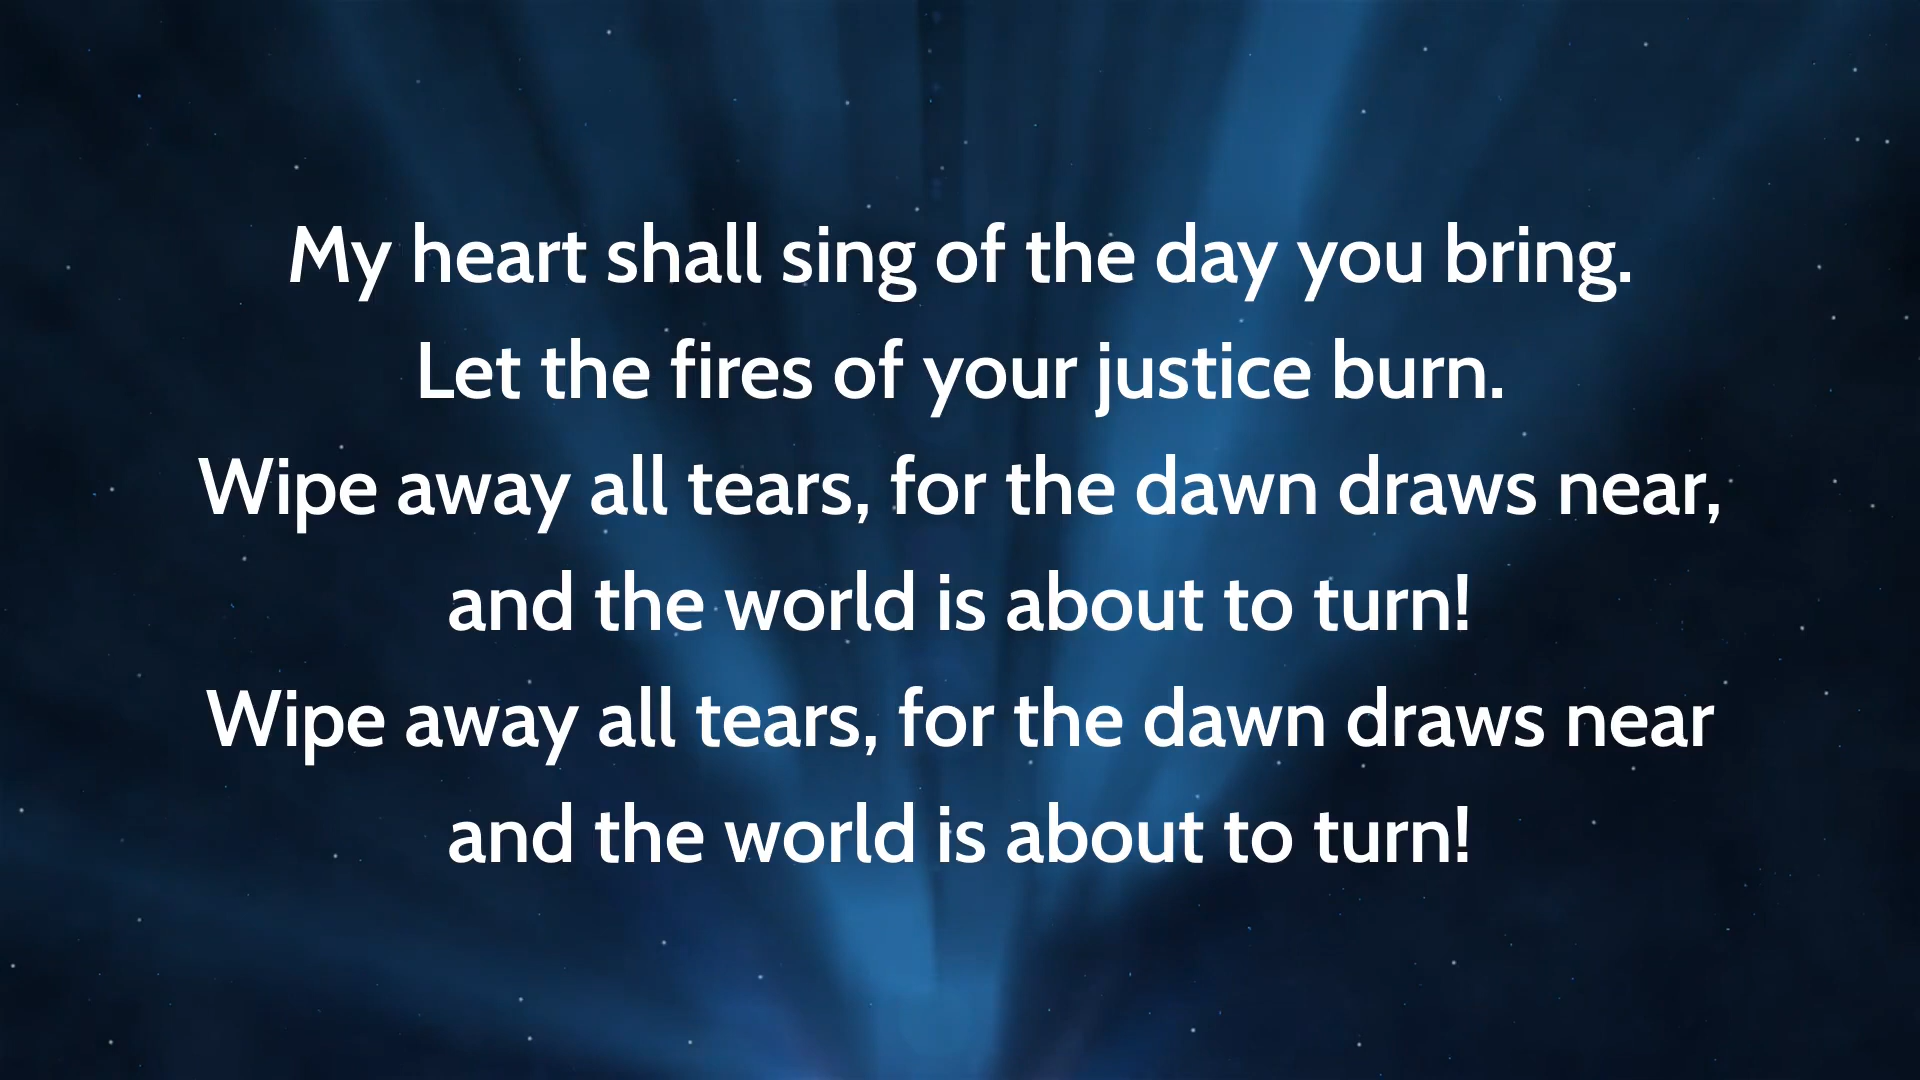 My heart shall sing of the day you bring.
Let the fires of your justice burn.
Wipe away all tears, for the dawn draws near,
and the world is about to turn!
Wipe away all tears, for the dawn draws near
and the world is about to turn!